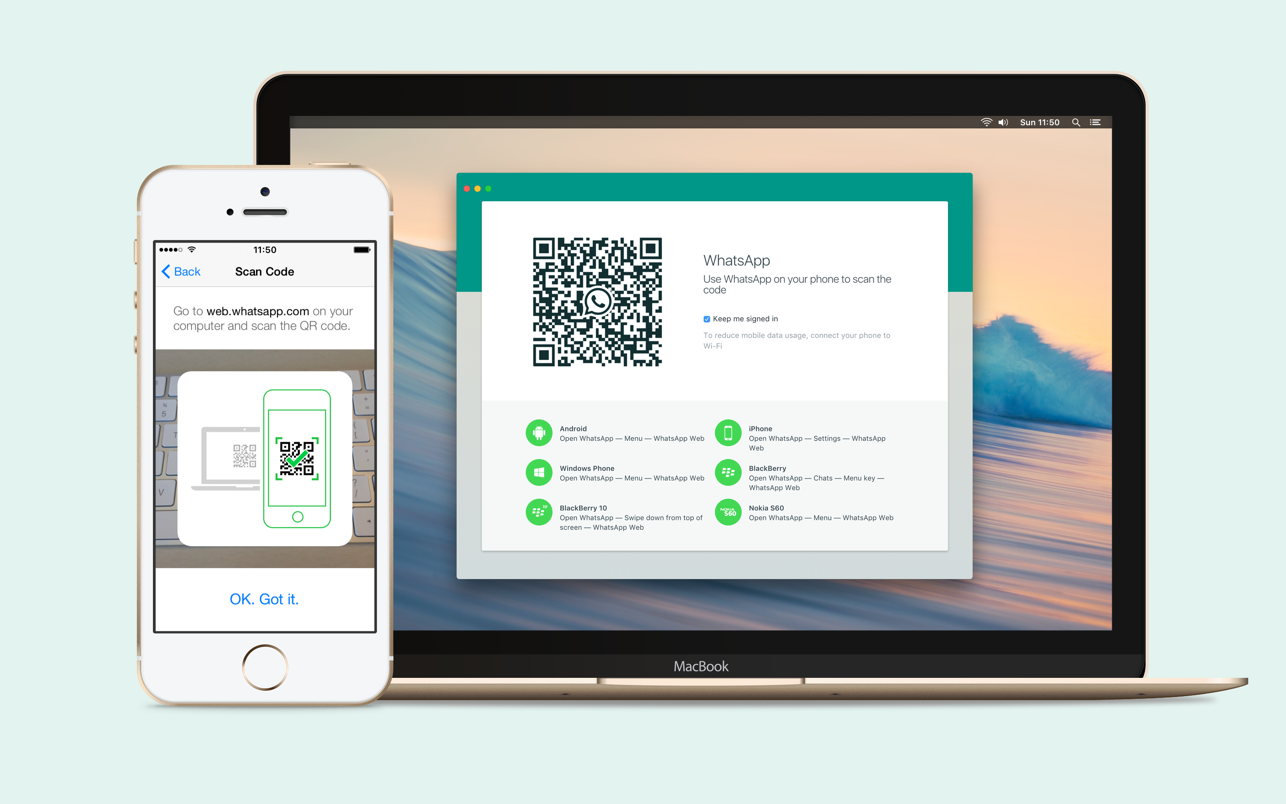 Sun 11:50
11:50
Back
Scan Code
Go to web.whatsapp.com on your
computer and scan the QR code.
OK. Got it.
WhatsApp
Use WhatsApp on your phone to scan the
code
Keep me signed in
To reduce mobile data usage, connect your phone to
Wi-Fi
Android
Open WhatsApp — Menu — WhatsApp Web
iPhone
Open WhatsApp — Settings — WhatsApp
Web
Windows Phone
Open WhatsApp — Menu — WhatsApp Web
BlackBerry
Open WhatsApp — Chats — Menu key —
WhatsApp Web
BlackBerry 10
Open WhatsApp — Swipe down from top of
screen — WhatsApp Web
NOKIA
S60
Nokia S60
Open WhatsApp — Menu — WhatsApp Web
MacBook